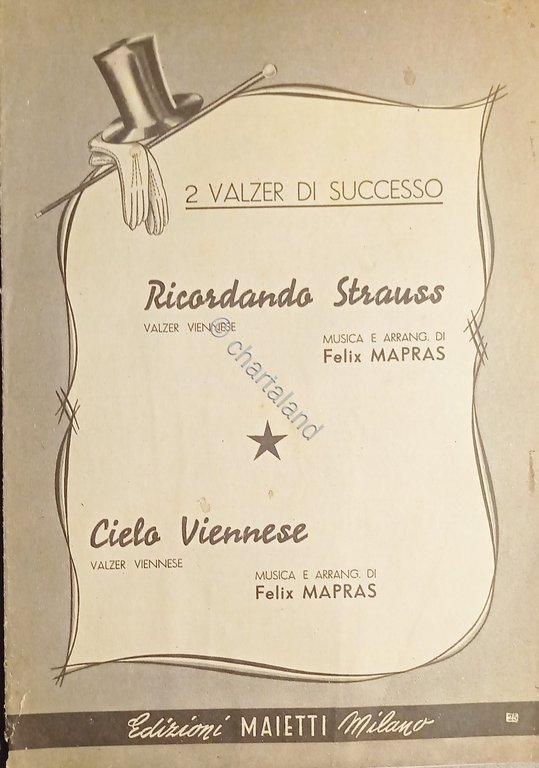 2 VALZER DI SUCCESSO
Ricordando Strauss
VALZER VIENNESE
MUSICA E ARRANG. DI
Felix MAPRAS
© chartaland
Cielo Viennese
VALZER VIENNESE
MUSICA E ARRANG. DI
Felix MAPRAS
Edizioni MAIETTI Milano